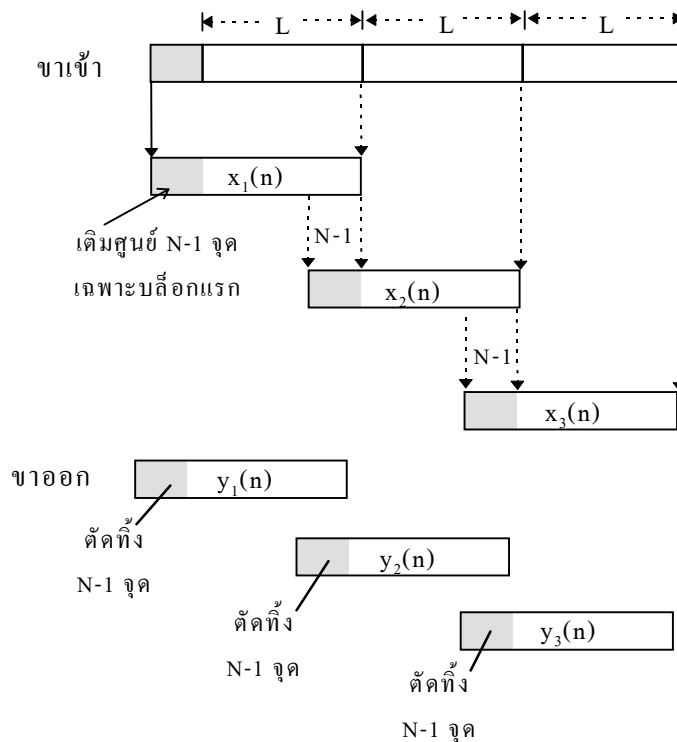 L L L
ขาเข้า
x₁(n)
เติมศูนย์ N-1 จุด
เฉพาะบล็อกแรก
N-1
x₂(n)
N-1
x₃(n)
ขาออก
y₁(n)
ตัดทิ้ง
N-1 จุด
y₂(n)
ตัดทิ้ง
N-1 จุด
y₃(n)
ตัดทิ้ง
N-1 จุด